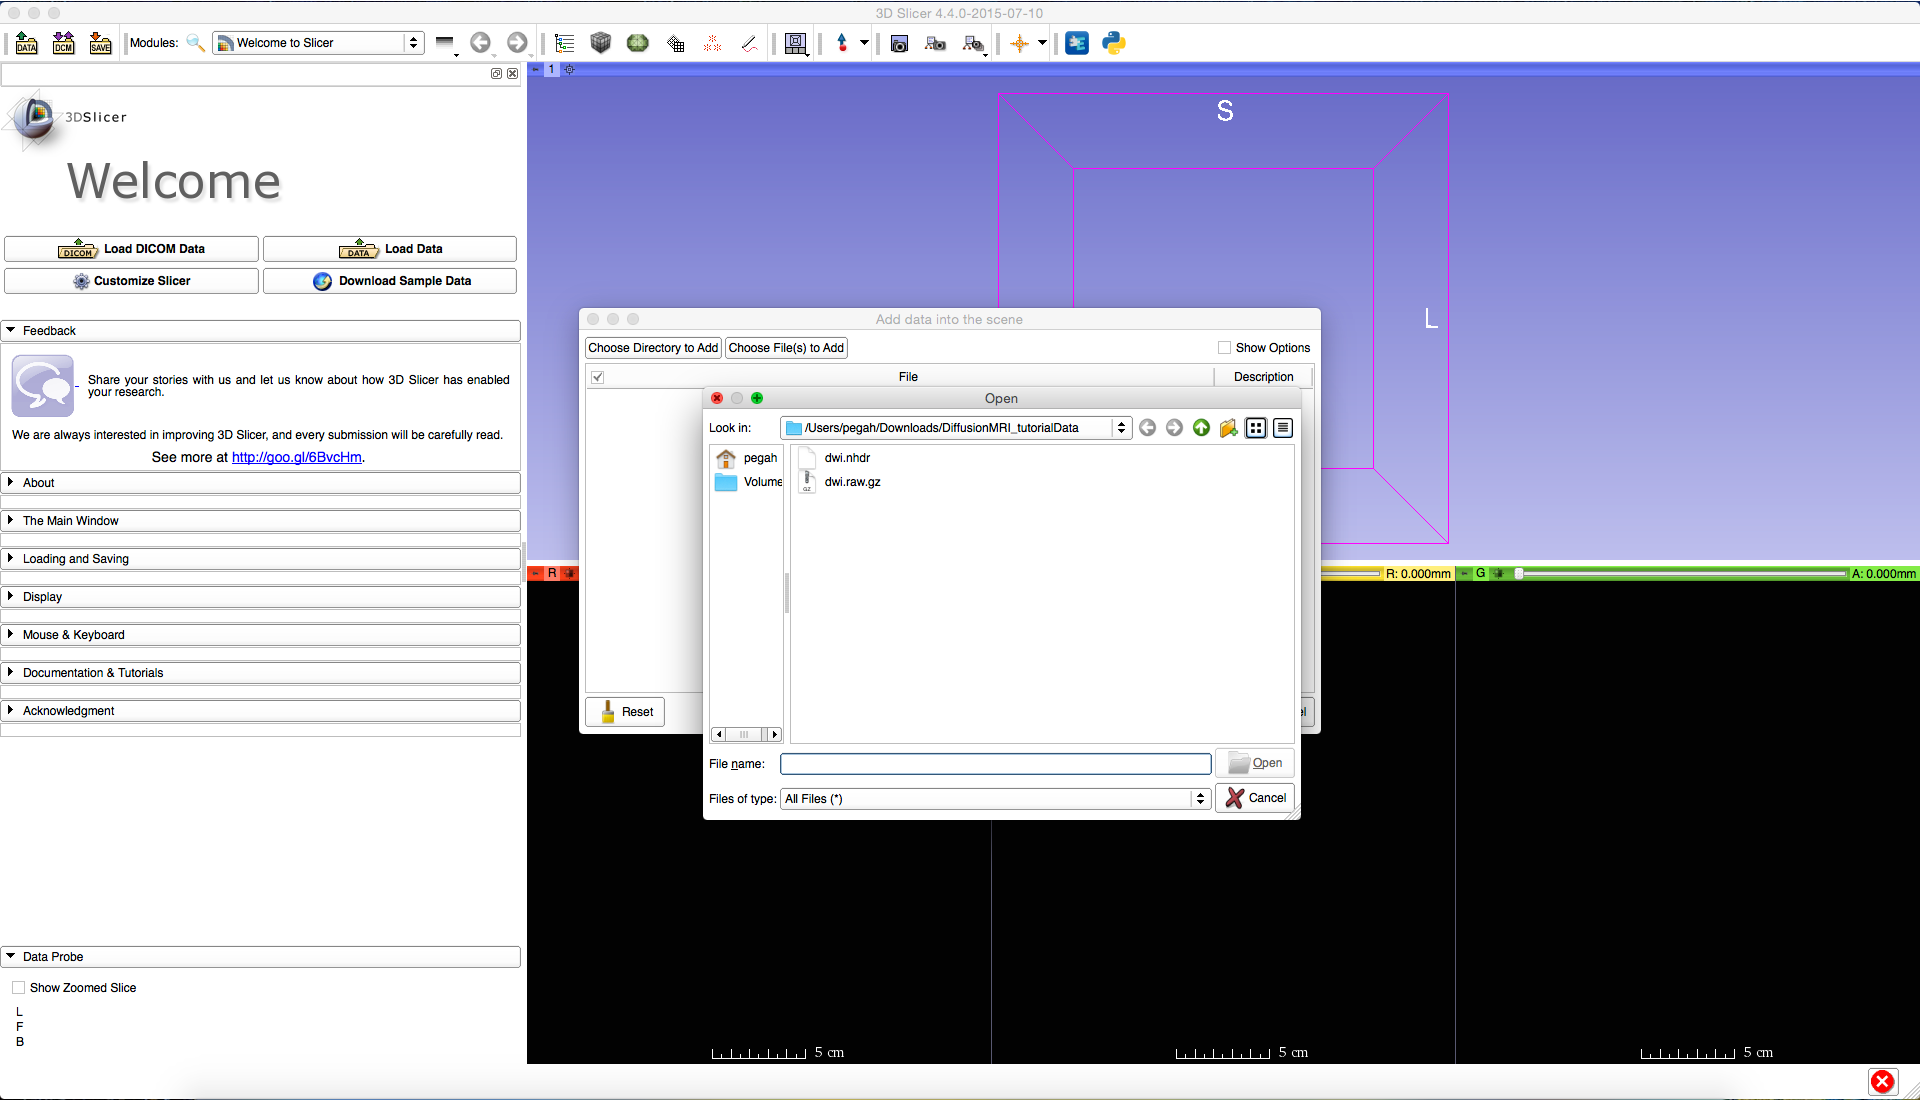 3D Slicer 4.4.0-2015-07-10
DATA DCM SAVE Modules: Welcome to Slicer
3DSlicer
Welcome
DICOM Load DICOM Data
DATA Load Data
Customize Slicer
Download Sample Data
Feedback
Share your stories with us and let us know about how 3D Slicer has enabled
your research.
We are always interested in improving 3D Slicer, and every submission will be carefully read.
See more at http://goo.gl/6BvcHm.
About
The Main Window
Loading and Saving
Display
Mouse & Keyboard
Documentation & Tutorials
Acknowledgment
Data Probe
Show Zoomed Slice
L
F
B
1
S
L
Add data into the scene
Choose Directory to Add
Choose File(s) to Add
Show Options
File
Description
Reset
Open
Look in:
/Users/pegah/Downloads/DiffusionMRI_tutorialData
pegah
Volume
dwi.nhdr
GZ
dwi.raw.gz
File name:
Open
Files of type:
All Files (*)
Cancel
R
R: 0.000mm
G
A: 0.000mm
5 cm
5 cm
5 cm